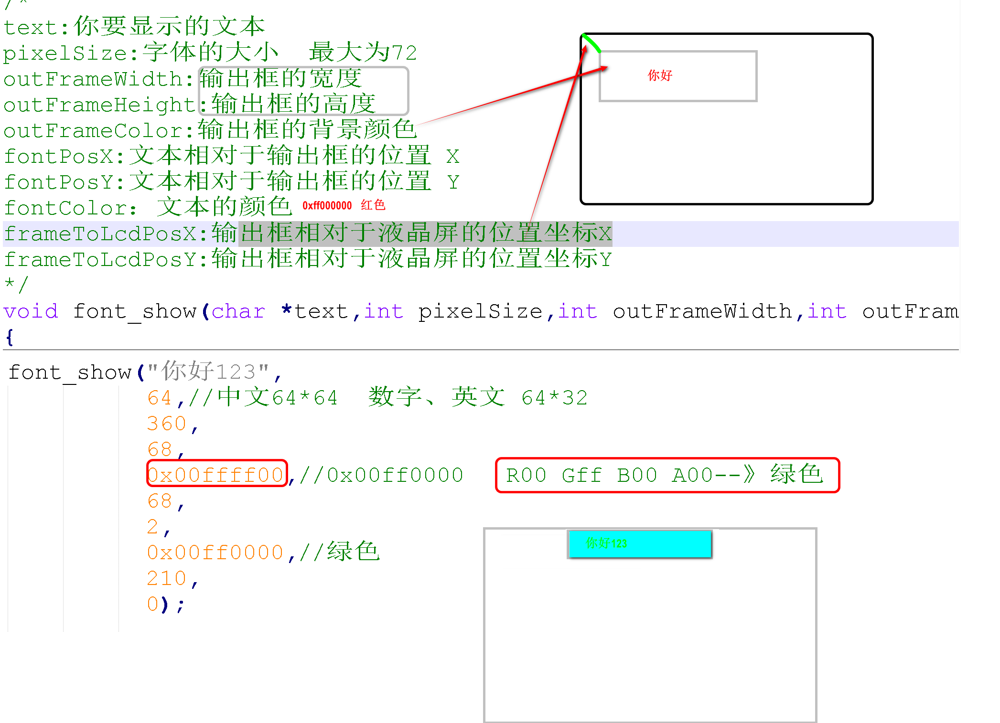 /*
text:你要显示的文本
pixelSize:字体的大小  最大为72
outFrameWidth:输出框的宽度
outFrameHeight:输出框的高度
outFrameColor:输出框的背景颜色
fontPosX:文本相对于输出框的位置 X
fontPosY:文本相对于输出框的位置 Y
fontColor: 文本的颜色 0xff000000 红色
frameToLcdPosX:输出框相对于液晶屏的位置坐标X
frameToLcdPosY:输出框相对于液晶屏的位置坐标Y
*/
void font_show(char *text,int pixelSize,int outFrameWidth,int outFram
{
你好
font_show("你好123",
64,//中文64*64  数字、英文 64*32
360,
68,
0x00ffff00,//0x00ff0000   R00 Gff B00 A00--》绿色
68,
2,
0x00ff0000,//绿色
210,
0);
你好123